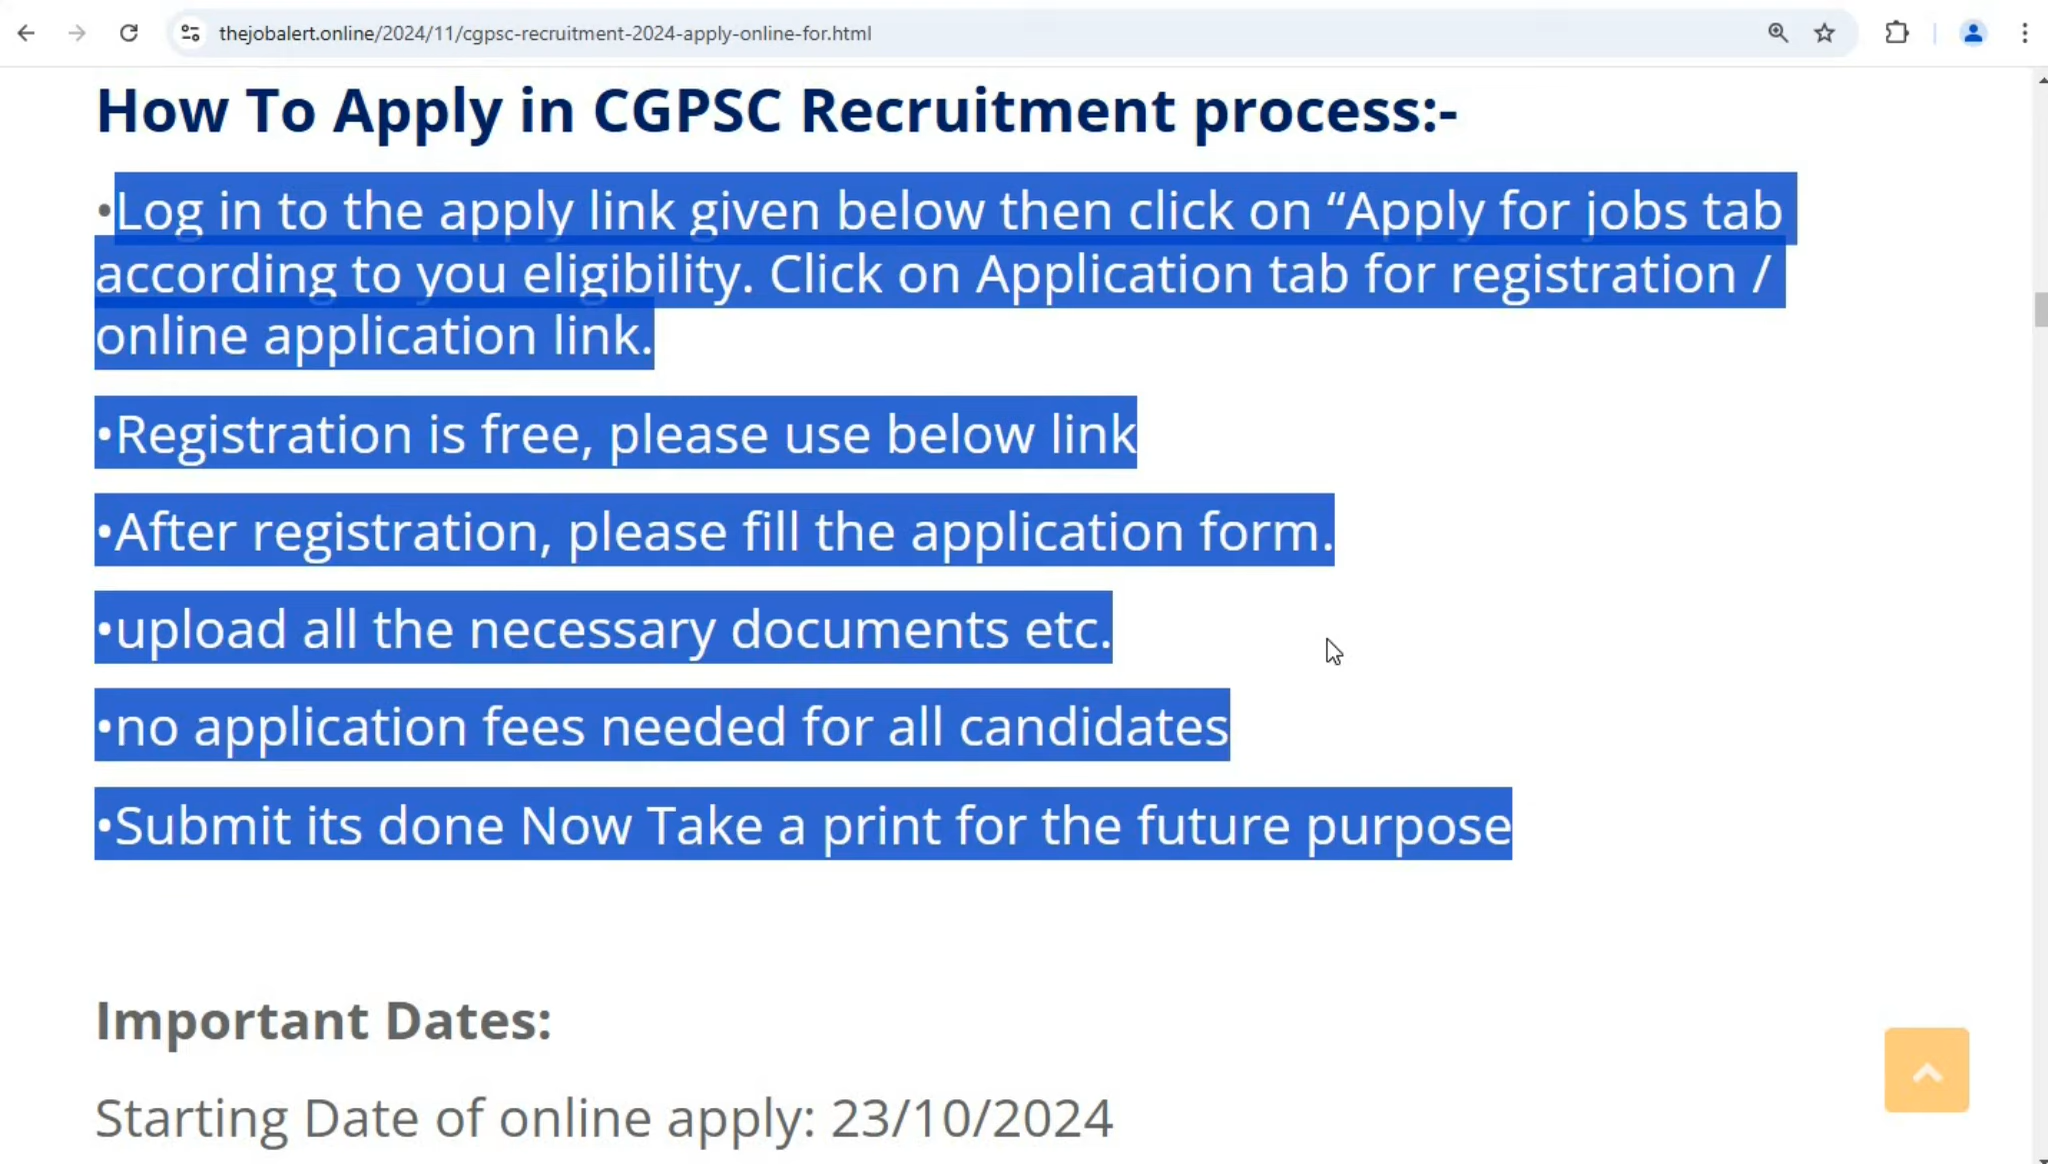 thejobalert.online/2024/11/cgpsc-recruitment-2024-apply-online-for.html
How To Apply in CGPSC Recruitment process:-
•Log in to the apply link given below then click on “Apply for jobs tab
according to you eligibility. Click on Application tab for registration /
online application link.
•Registration is free, please use below link
•After registration, please fill the application form.
•upload all the necessary documents etc.
•no application fees needed for all candidates
•Submit its done Now Take a print for the future purpose
Important Dates:
Starting Date of online apply: 23/10/2024